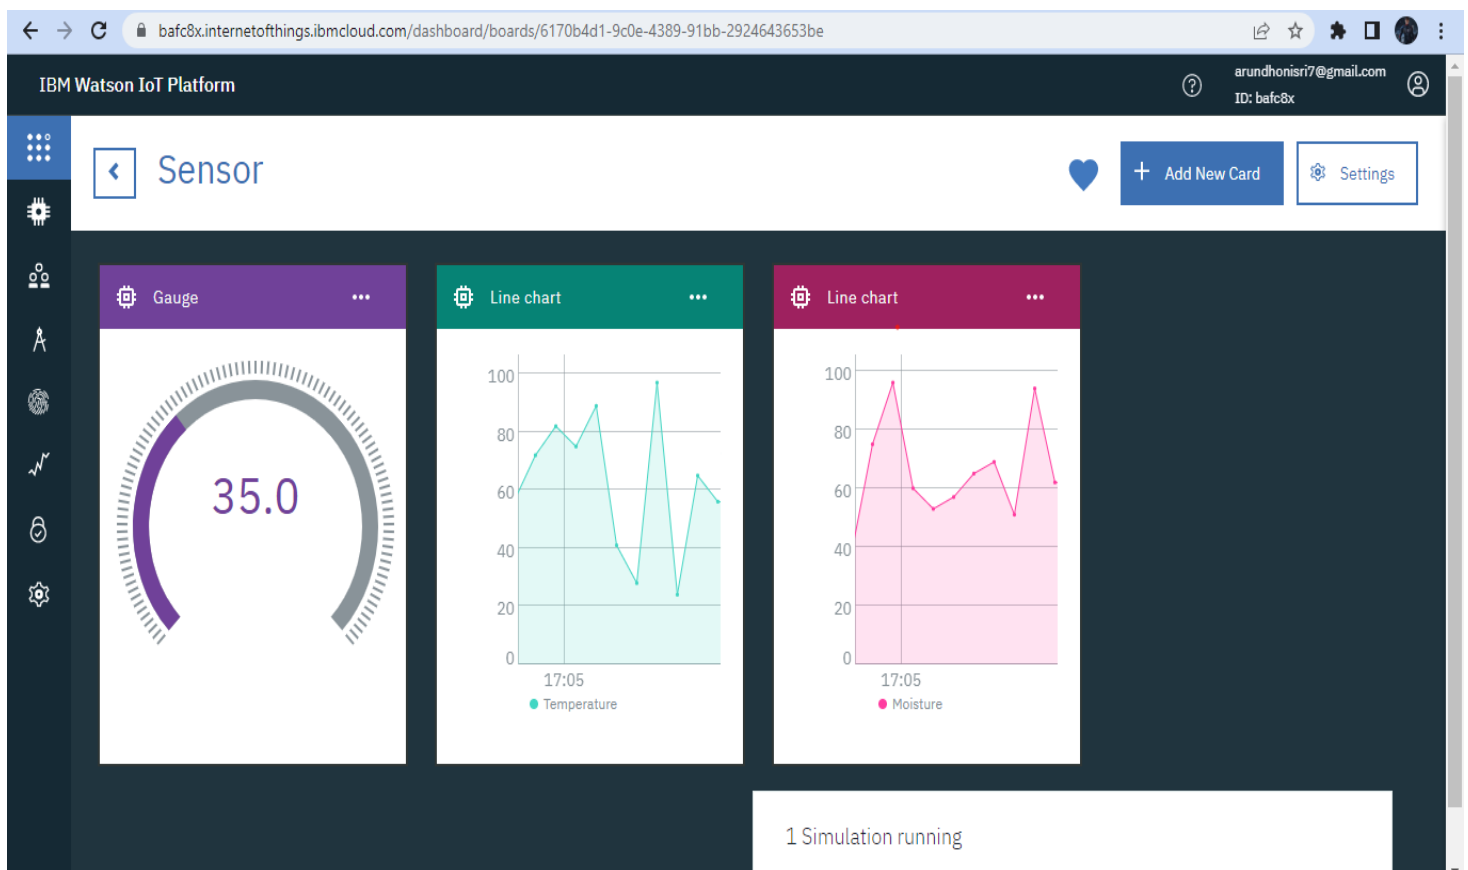 bafc8x.internetofthings.ibmcloud.com/dashboard/boards/6170b4d1-9c0e-4389-91bb-2924643653be
IBM Watson IoT Platform
arundhonisri7@gmail.com
ID: bafc8x
Sensor
+ Add New Card
Settings
Gauge
35.0
Line chart
100
80
60
40
20
0
17:05
Temperature
Line chart
100
80
60
40
20
0
17:05
Moisture
1 Simulation running